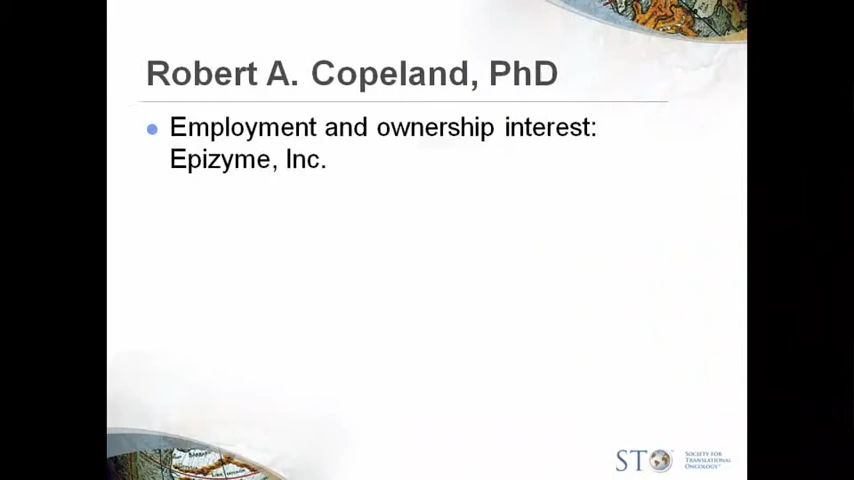 Robert A. Copeland, PhD
Employment and ownership interest:
Epizyme, Inc.
STO
SOCIETY FOR
TRANSLATIONAL
ONCOLOGY